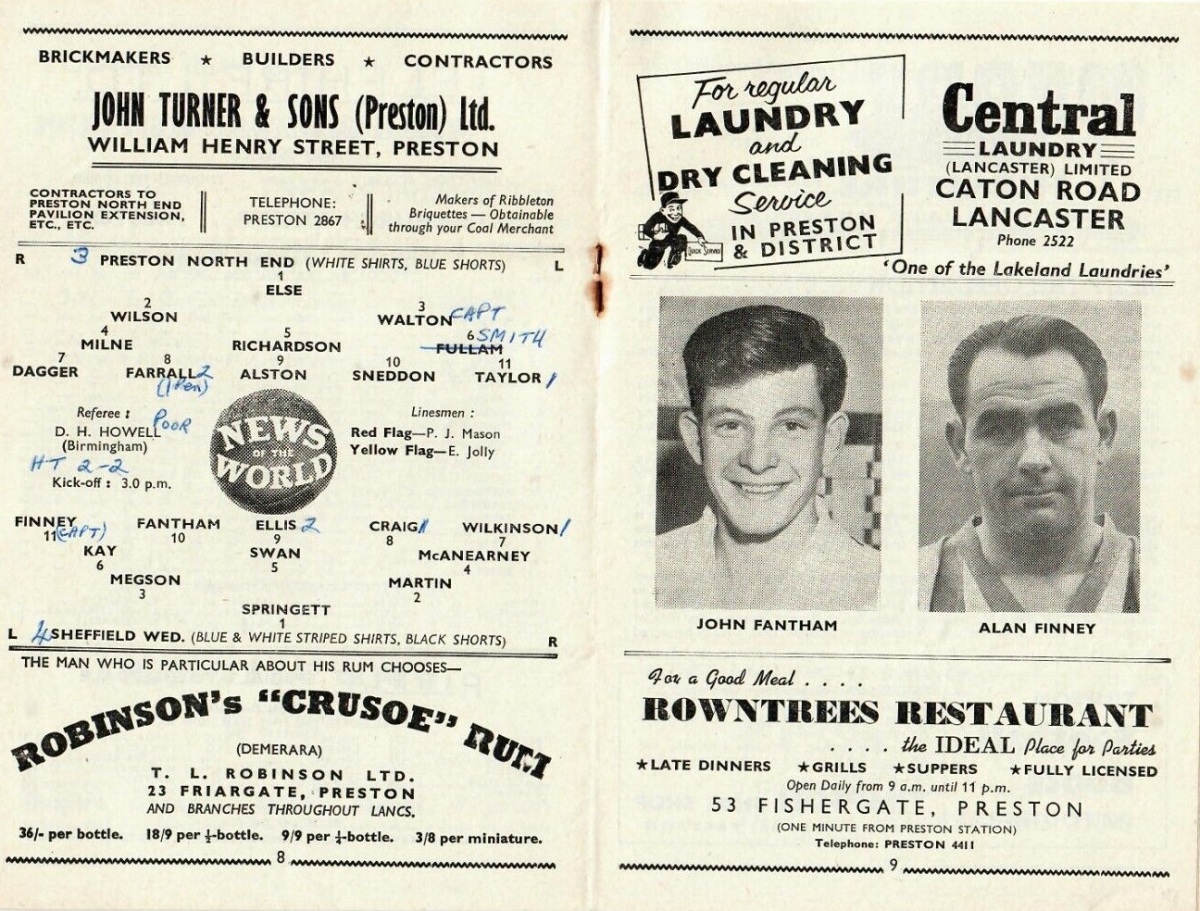 BRICKMAKERS ★ BUILDERS ★ CONTRACTORS
JOHN TURNER & SONS (Preston) Ltd.
WILLIAM HENRY STREET, PRESTON
CONTRACTORS TO
PRESTON NORTH END
PAVILION EXTENSION,
ETC., ETC.
TELEPHONE:
PRESTON 2867
Makers of Ribbleton
Briquettes — Obtainable
through your Coal Merchant
R 3 PRESTON NORTH END (WHITE SHIRTS, BLUE SHORTS) L
1
ELSE
2 3
WILSON WALTON CAPT
4 5 6 SMITH
MILNE RICHARDSON FULLAM
7 8 9 10 11
DAGGER FARRALL 2 ALSTON SNEDDON TAYLOR 1
(1 Pen)
Referee :
POOR
D. H. HOWELL
(Birmingham)
HT 2-2
Kick-off : 3.0 p.m.
NEWS
OF THE
WORLD
Linesmen :
Red Flag—P. J. Mason
Yellow Flag—E. Jolly
FINNEY FANTHAM ELLIS 2 CRAIG 1 WILKINSON 1
11 (CAPT) 10 9 8 7
KAY SWAN McANEARNEY
6 5 4
MEGSON MARTIN
3 2
SPRINGETT
1
L 4 SHEFFIELD WED. (BLUE & WHITE STRIPED SHIRTS, BLACK SHORTS) R
THE MAN WHO IS PARTICULAR ABOUT HIS RUM CHOOSES—
ROBINSON's "CRUSOE" RUM
(DEMERARA)
T. L. ROBINSON LTD.
23 FRIARGATE, PRESTON
AND BRANCHES THROUGHOUT LANCS.
36/- per bottle. 18/9 per ½-bottle. 9/9 per ¼-bottle. 3/8 per miniature.
8
For regular
LAUNDRY
and
DRY CLEANING
Service
IN PRESTON
& DISTRICT
QUICK SERVICE
Central
LAUNDRY
(LANCASTER) LIMITED
CATON ROAD
LANCASTER
Phone 2522
'One of the Lakeland Laundries'
JOHN FANTHAM
ALAN FINNEY
For a Good Meal . . . .
ROWNTREES RESTAURANT
. . . . the IDEAL Place for Parties
★LATE DINNERS ★GRILLS ★SUPPERS ★FULLY LICENSED
Open Daily from 9 a.m. until 11 p.m.
53 FISHERGATE, PRESTON
(ONE MINUTE FROM PRESTON STATION)
Telephone: PRESTON 4411
9